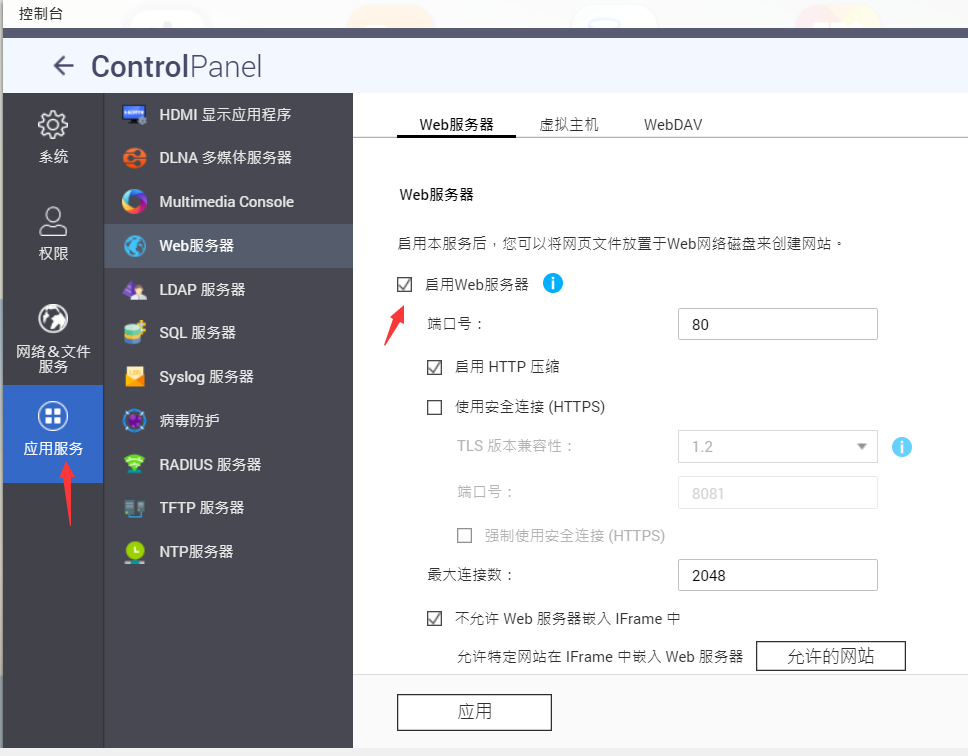 控制台
ControlPanel
系统
权限
网络&文件
服务
应用服务
HDMI 显示应用程序
DLNA 多媒体服务器
Multimedia Console
Web服务器
LDAP 服务器
SQL 服务器
Syslog 服务器
病毒防护
RADIUS 服务器
TFTP 服务器
NTP服务器
Web服务器 虚拟主机 WebDAV
Web服务器
启用本服务后，您可以将网页文件放置于Web网络磁盘来创建网站。
启用Web服务器
端口号： 80
启用 HTTP 压缩
使用安全连接 (HTTPS)
TLS 版本兼容性： 1.2
端口号： 8081
强制使用安全连接 (HTTPS)
最大连接数： 2048
不允许 Web 服务器嵌入 IFrame 中
允许特定网站在 IFrame 中嵌入 Web 服务器 允许的网站
应用